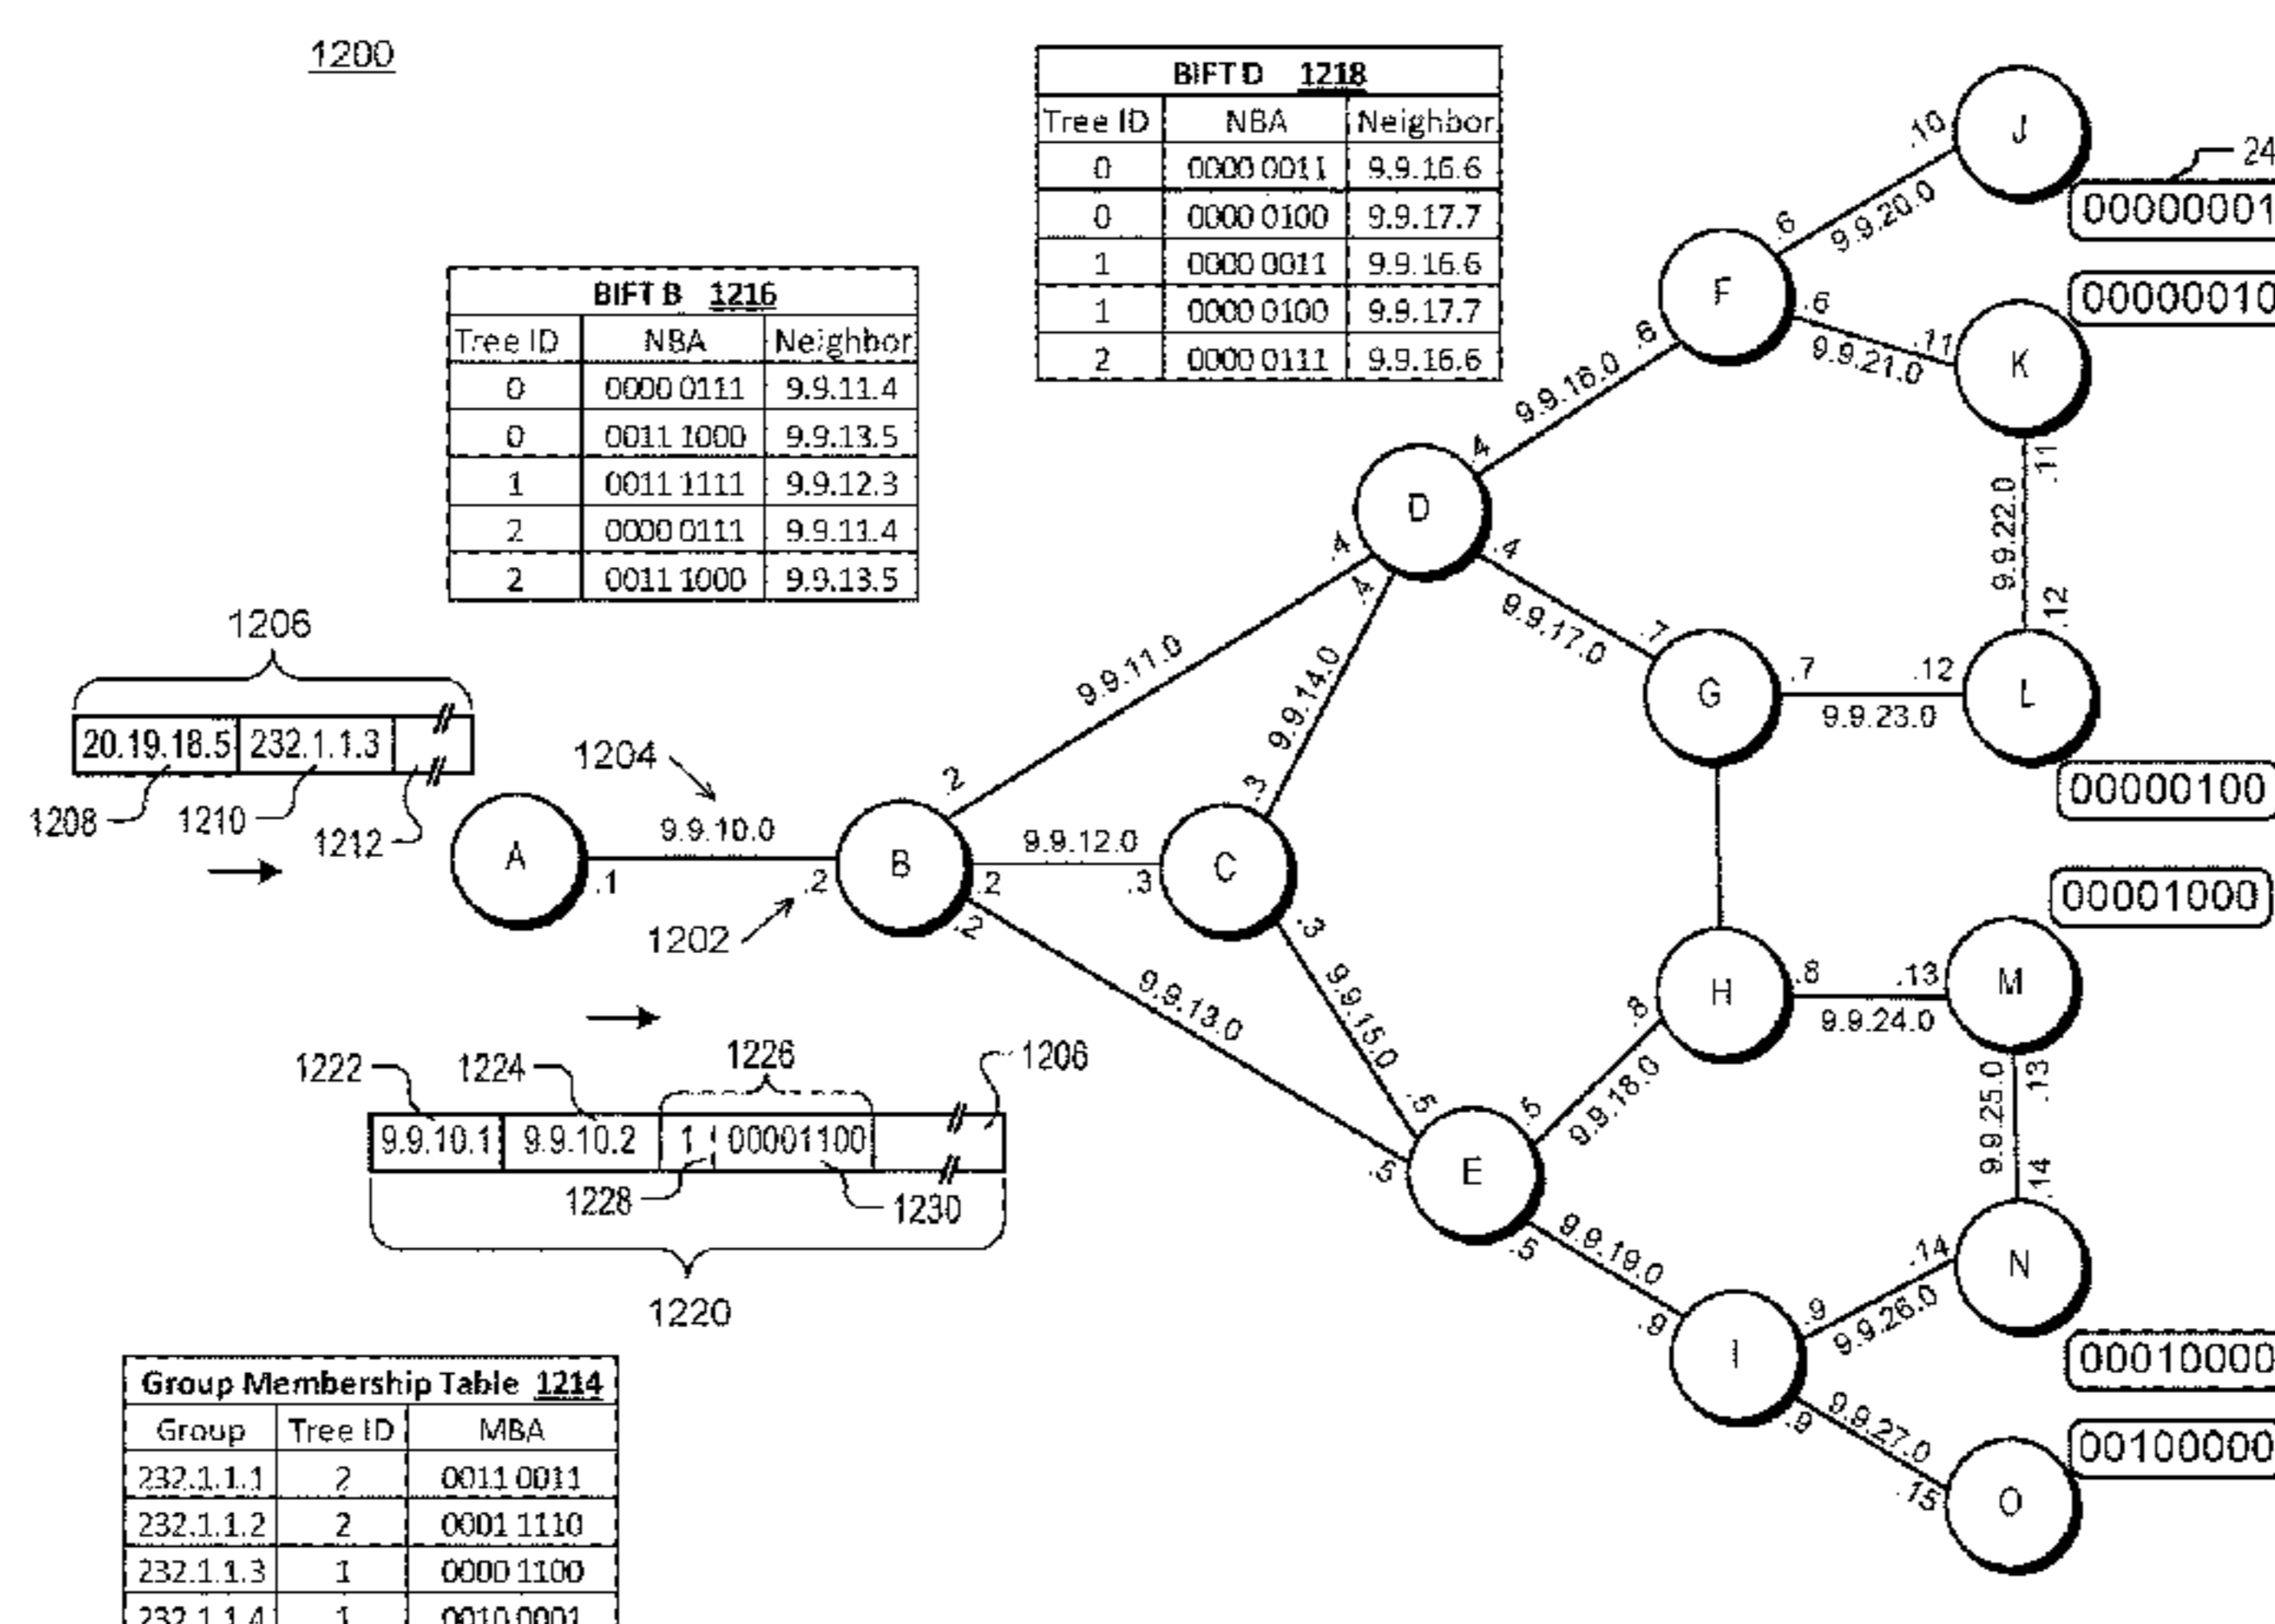 1200
BIFT D 1218
Tree ID NBA Neighbor
0 0000 0011 9.9.16.6
0 0000 0100 9.9.17.7
1 0000 0011 9.9.16.6
1 0000 0100 9.9.17.7
2 0000 0111 9.9.16.6
BIFT B 1216
Tree ID NBA Neighbor
0 0000 0111 9.9.11.4
0 0011 1000 9.9.13.5
1 0011 1111 9.9.12.3
2 0000 0111 9.9.11.4
2 0011 1000 9.9.13.5
J
.10
24
00000001
9.9.20.0
.6
F
00000010
.6
.11
9.9.21.0
K
.6
9.9.16.0
.4
.11
9.9.22.0
.12
D
.4
.4
.4
9.9.17.0
.7
G
.7
.12
9.9.23.0
L
00000100
1206
20.19.18.5 232.1.1.3
1208
1210
1212
9.9.11.0
9.9.14.0
1204
.2
.3
A
9.9.10.0
.1
.2
B
9.9.12.0
.2
.3
C
.2
.3
1202
00001000
9.9.13.0
9.9.15.0
.5
.5
H
.8
.13
9.9.24.0
M
.8
9.9.18.0
.5
.13
9.9.25.0
.14
1222
1224
1226
1206
9.9.10.1 9.9.10.2 1 00001100
1228
1230
1220
E
.5
9.9.19.0
.9
I
.9
.14
9.9.26.0
N
00010000
.9
9.9.27.0
.15
O
00100000
Group Membership Table 1214
Group Tree ID MBA
232.1.1.1 2 0011 0011
232.1.1.2 2 0001 1110
232.1.1.3 1 0000 1100
232.1.1.4 1 0010 0001